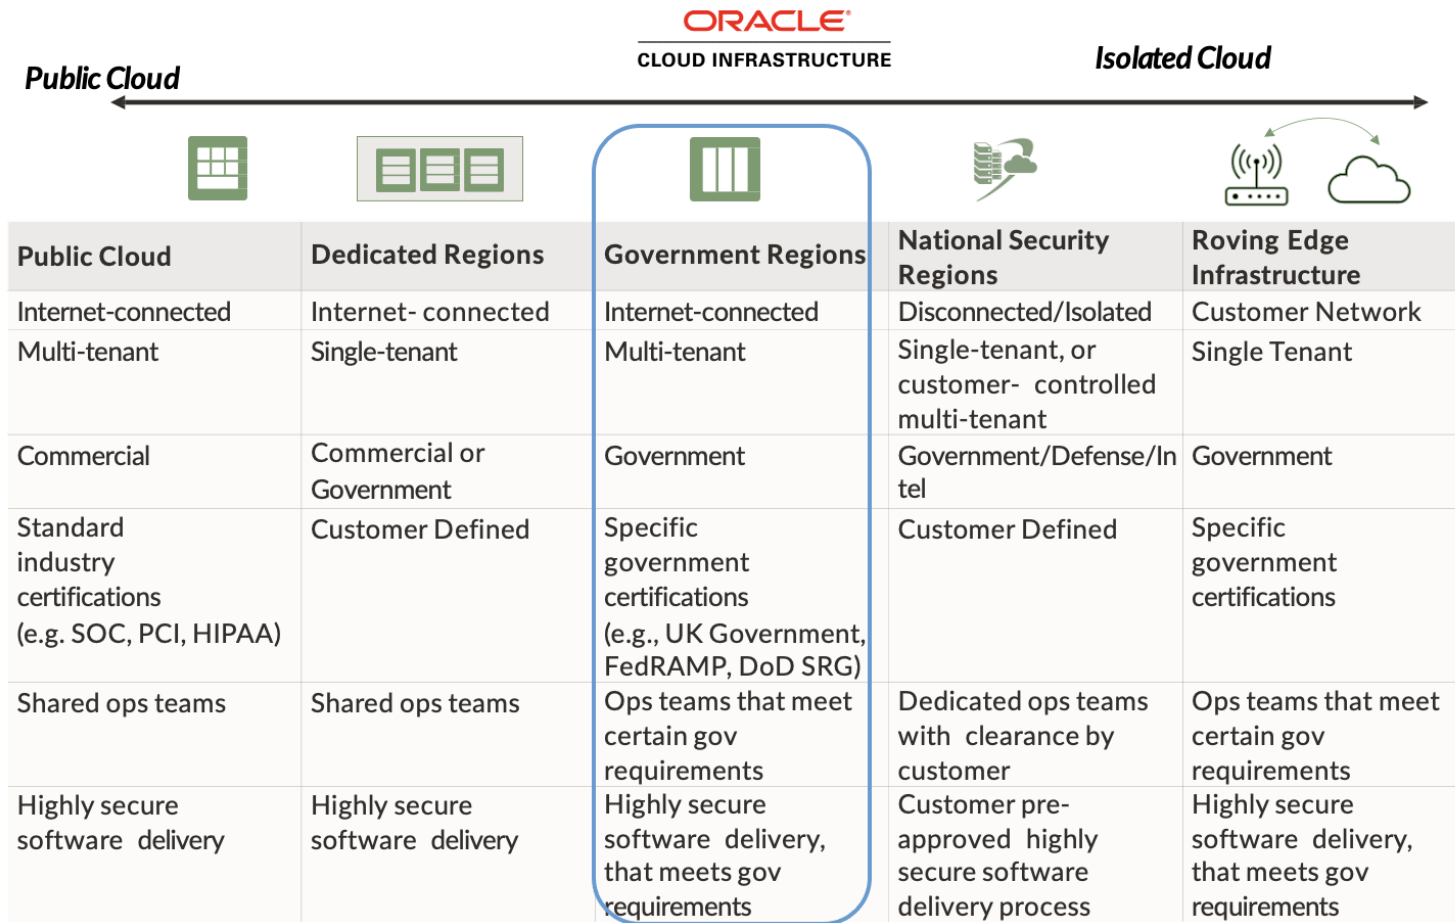 ORACLE®
CLOUD INFRASTRUCTURE
Public Cloud
Isolated Cloud
Public Cloud
Dedicated Regions
Government Regions
National Security
Regions
Roving Edge
Infrastructure
Internet-connected
Internet- connected
Internet-connected
Disconnected/Isolated
Customer Network
Multi-tenant
Single-tenant
Multi-tenant
Single-tenant, or
customer- controlled
multi-tenant
Single Tenant
Commercial
Commercial or
Government
Government
Government/Defense/In
tel
Government
Standard
industry
certifications
(e.g. SOC, PCI, HIPAA)
Customer Defined
Specific
government
certifications
(e.g., UK Government,
FedRAMP, DoD SRG)
Customer Defined
Specific
government
certifications
Shared ops teams
Shared ops teams
Ops teams that meet
certain gov
requirements
Dedicated ops teams
with clearance by
customer
Ops teams that meet
certain gov
requirements
Highly secure
software delivery
Highly secure
software delivery
Highly secure
software delivery,
that meets gov
requirements
Customer pre-
approved highly
secure software
delivery process
Highly secure
software delivery,
that meets gov
requirements